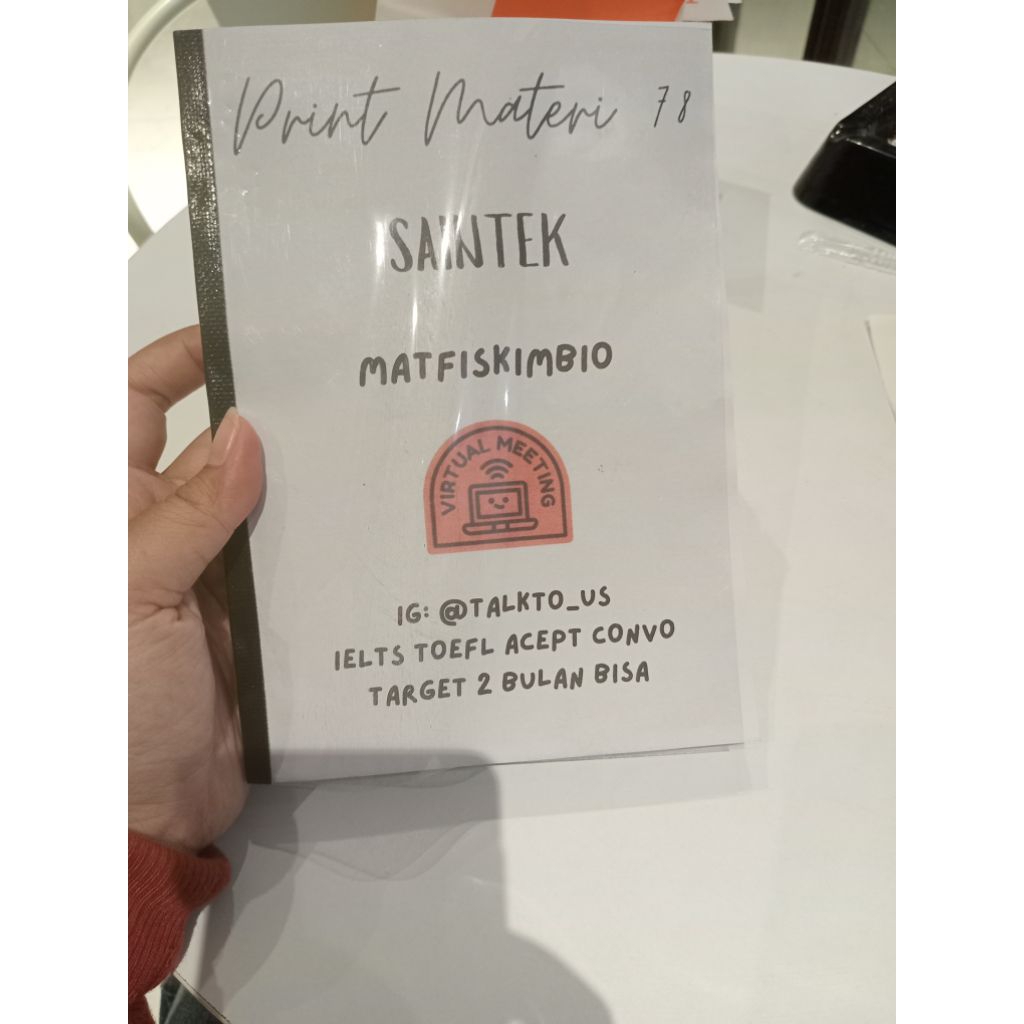 Print Materi 78
SAINTEK
MATFISKIMBIO
VIRTUAL MEETING
IG: @TALKTO_US
IELTS TOEFL ACEPT CONVO
TARGET 2 BULAN BISA